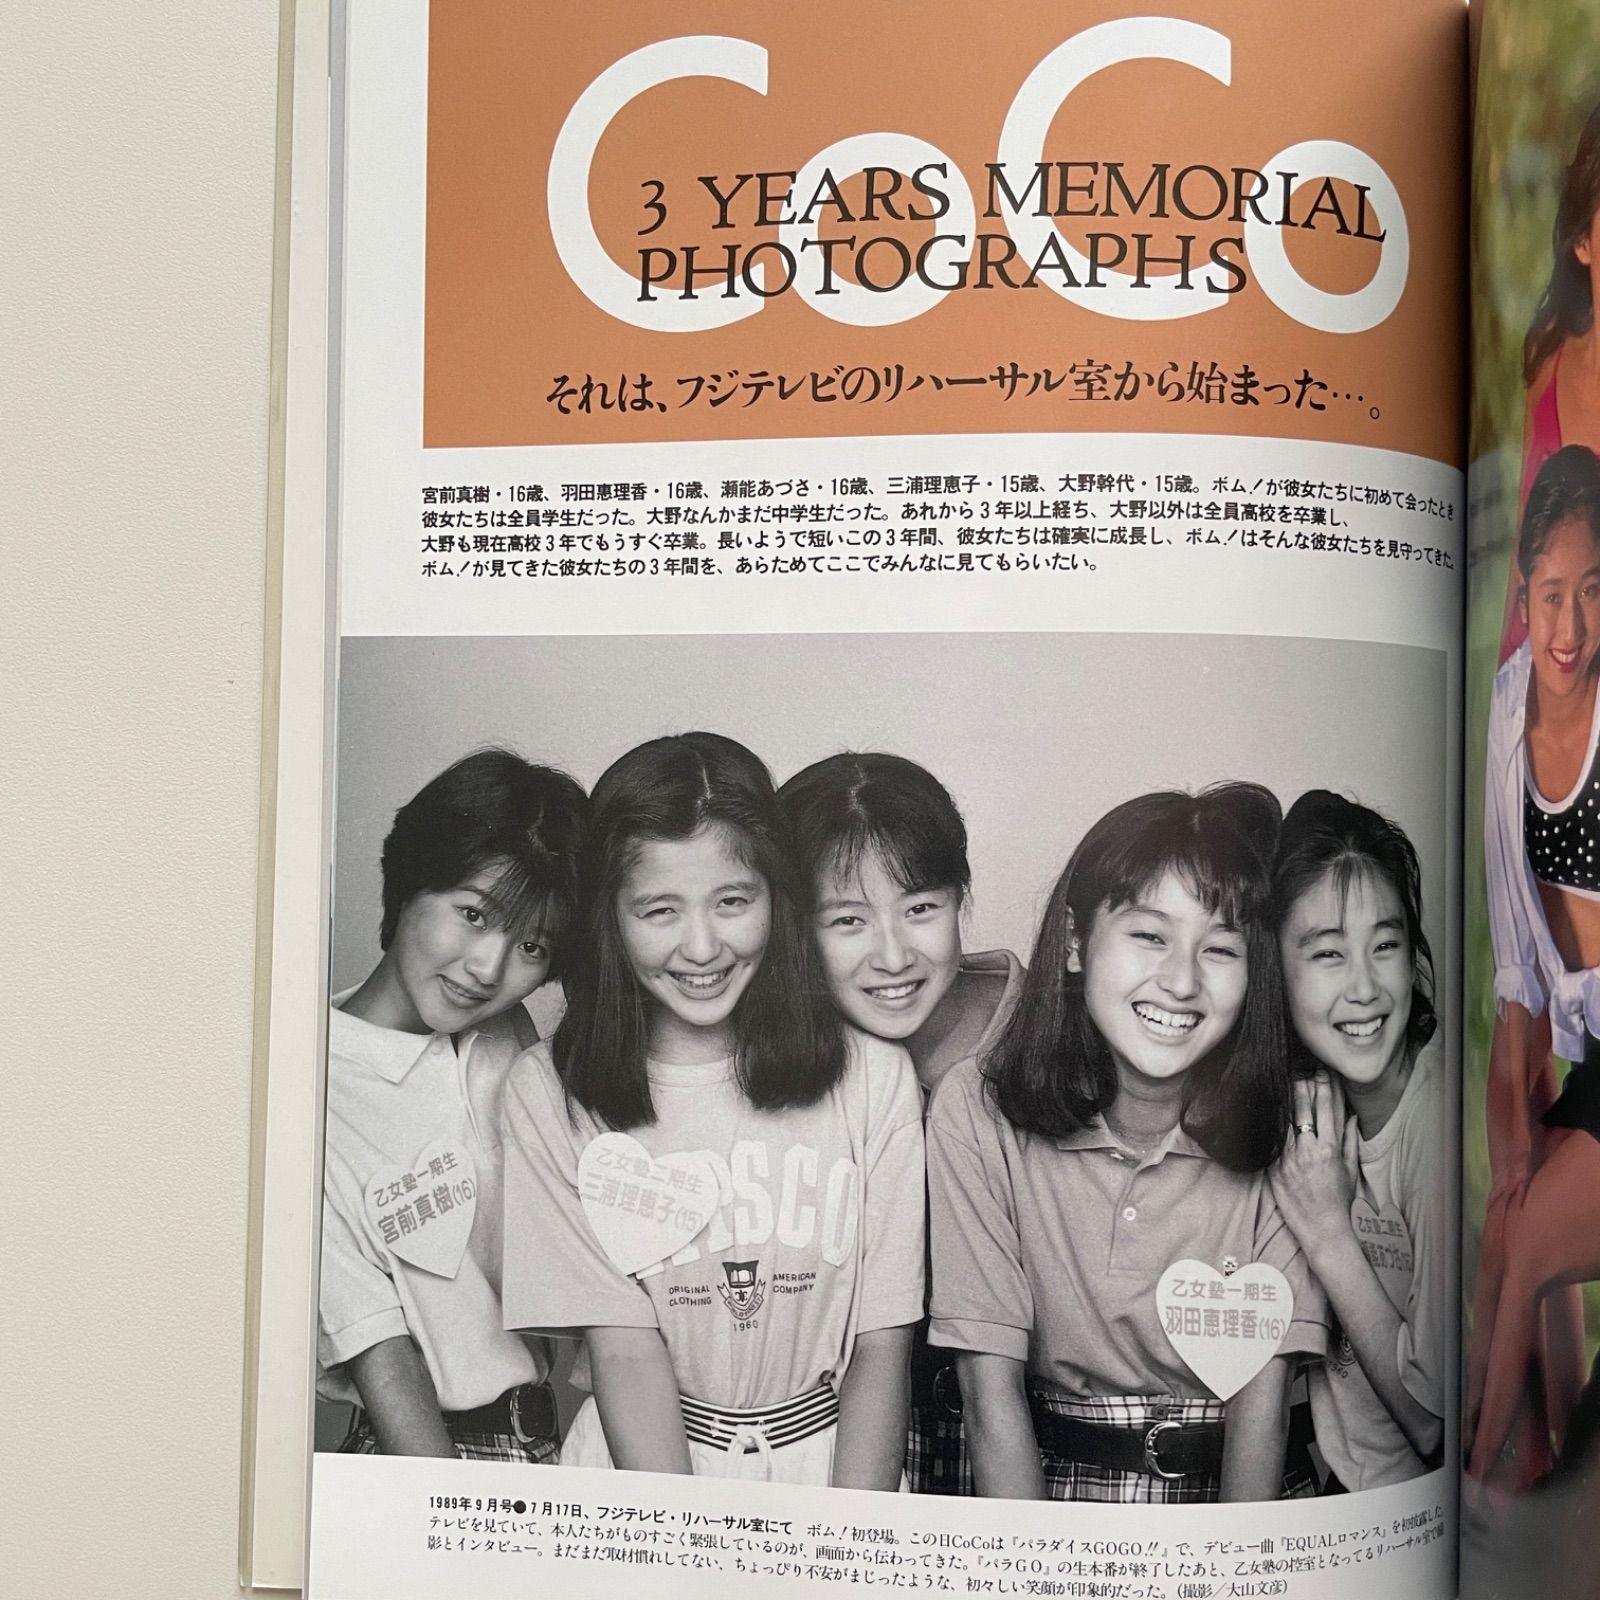 CoCo
3 YEARS MEMORIAL
PHOTOGRAPHS
それは、フジテレビのリハーサル室から始まった…。
宮前真樹・16歳、羽田恵理香・16歳、瀬能あづさ・16歳、三浦理恵子・15歳、大野幹代・15歳。ボム!が彼女たちに初めて会ったとき
彼女たちは全員学生だった。大野なんかまだ中学生だった。あれから3年以上経ち、大野以外は全員高校を卒業し、
大野も現在高校3年でもうすぐ卒業。長いようで短いこの3年間、彼女たちは確実に成長し、ボム!はそんな彼女たちを見守ってきた。
ボム!が見てきた彼女たちの3年間を、あらためてここでみんなに見てもらいたい。
乙女塾一期生
宮前真樹(16)
乙女塾二期生
三浦理恵子(15)
SCO
ORIGINAL
CLOTHING
AMERICAN
COMPANY
1960
乙女塾一期生
羽田恵理香(16)
乙女塾二期生
能あづさ(15)
1989年9月号●7月17日、フジテレビ・リハーサル室にて ボム!初登場。この日CoCoは『パラダイスGOGO!!』で、デビュー曲『EQUALロマンス』を初披露した。
テレビを見ていて、本人たちがものすごく緊張しているのが、画面から伝わってきた。『パラGO』の生本番が終了したあと、乙女塾の控室となってるリハーサル室で撮
影とインタビュー。まだまだ取材慣れしてない、ちょっぴり不安がまじったような、初々しい笑顔が印象的だった。(撮影/大山文彦)